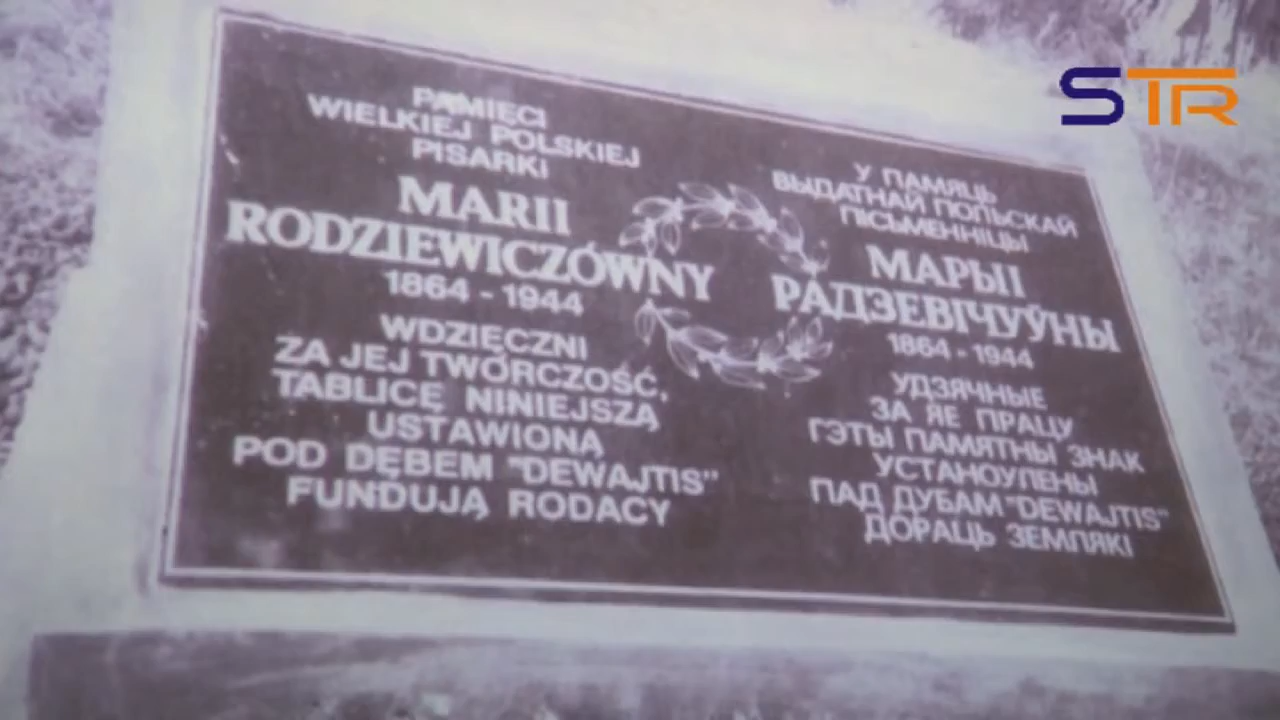 PAMIĘCI
WIELKIEJ POLSKIEJ
PISARKI
MARII
RODZIEWICZÓWNY
1864 - 1944
WDZIĘCZNI
ZA JEJ TWÓRCZOŚĆ,
TABLICĘ NINIEJSZĄ
USTAWIONĄ
POD DĘBEM "DEWAJTIS"
FUNDUJĄ RODACY
У ПАМЯЦЬ
ВЫДАТНАЙ ПОЛЬСКАЙ
ПІСЬМЕННІЦЫ
МАРЫІ
РАДЗЕВІЧУЎНЫ
1864 - 1944
УДЗЯЧНЫЕ
ЗА ЯЕ ПРАЦУ
ГЭТЫ ПАМЯТНЫ ЗНАК
УСТАНОУЛЕНЫ
ПАД ДУБАМ "DEWAJTIS"
ДОРАЦЬ ЗЕМЛЯКІ
STR